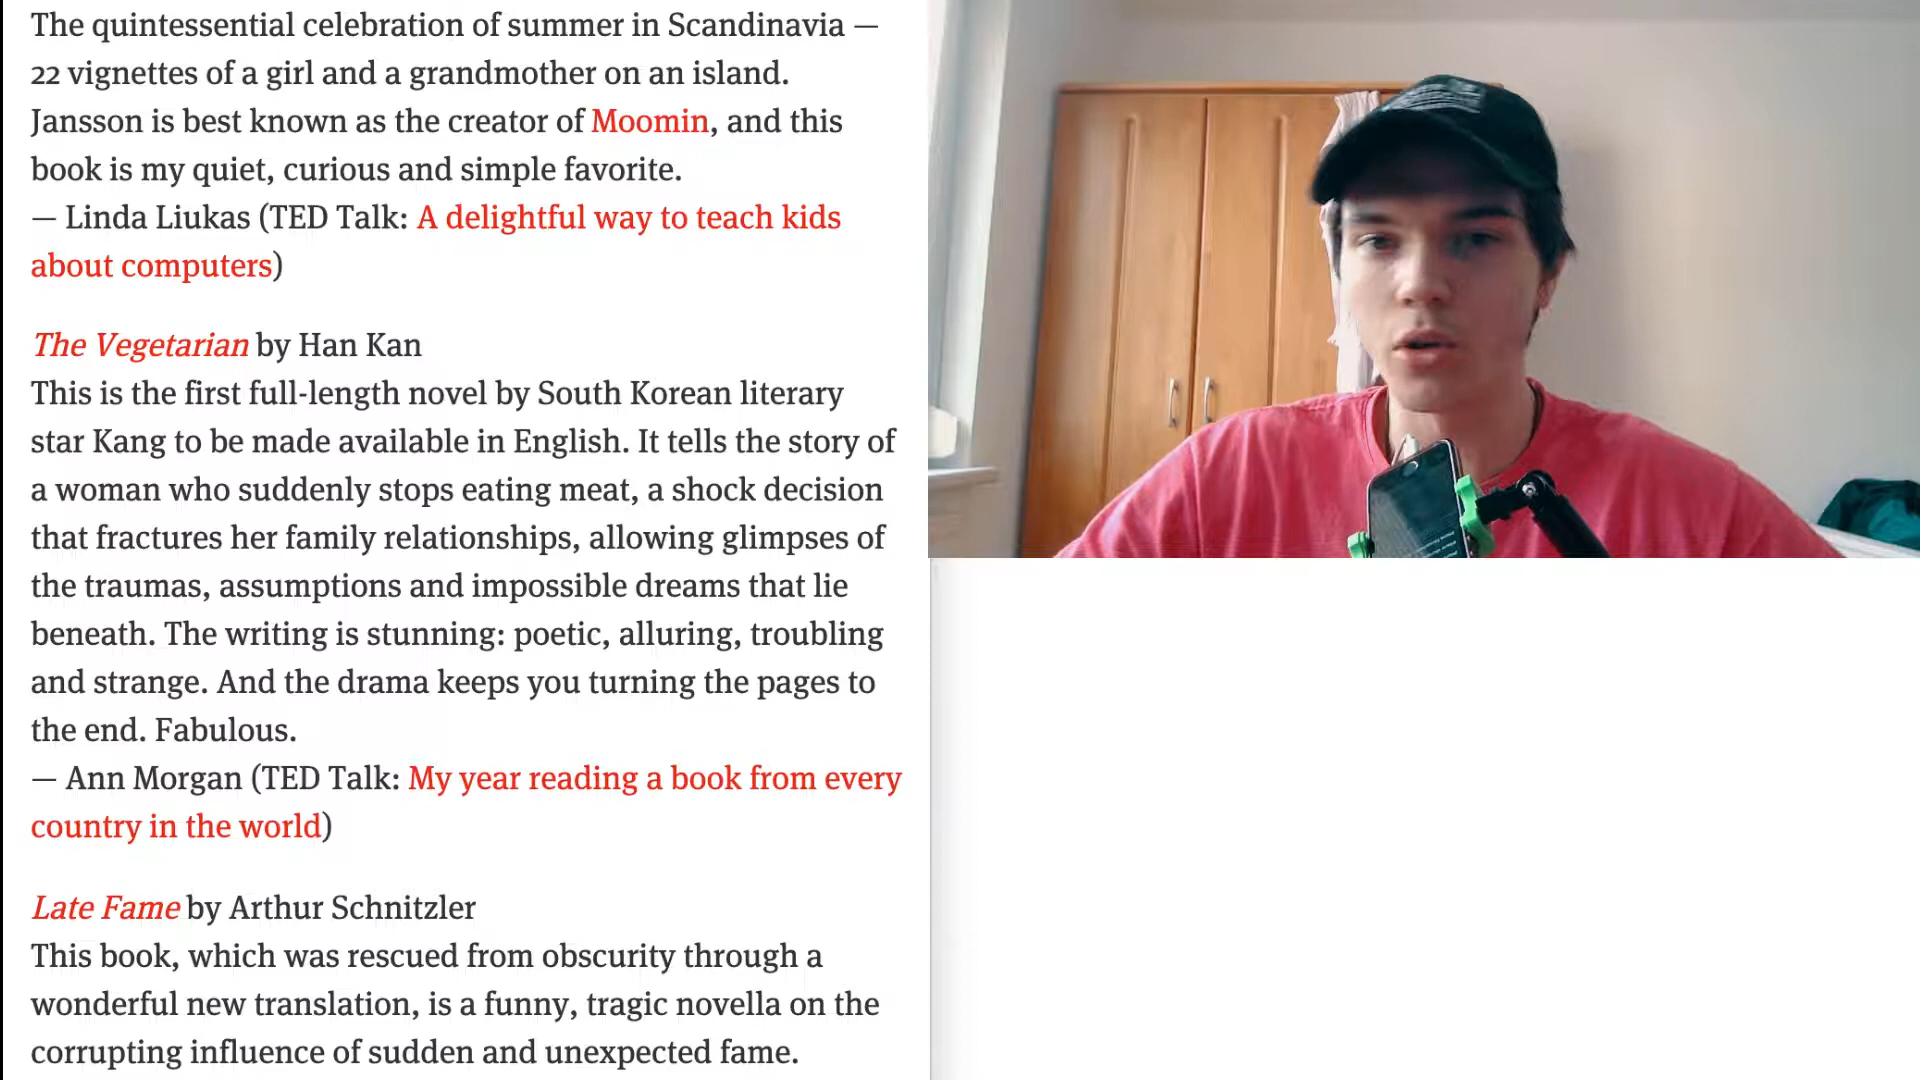 The quintessential celebration of summer in Scandinavia —
22 vignettes of a girl and a grandmother on an island.
Jansson is best known as the creator of Moomin, and this
book is my quiet, curious and simple favorite.
— Linda Liukas (TED Talk: A delightful way to teach kids
about computers)
The Vegetarian by Han Kan
This is the first full-length novel by South Korean literary
star Kang to be made available in English. It tells the story of
a woman who suddenly stops eating meat, a shock decision
that fractures her family relationships, allowing glimpses of
the traumas, assumptions and impossible dreams that lie
beneath. The writing is stunning: poetic, alluring, troubling
and strange. And the drama keeps you turning the pages to
the end. Fabulous.
— Ann Morgan (TED Talk: My year reading a book from every
country in the world)
Late Fame by Arthur Schnitzler
This book, which was rescued from obscurity through a
wonderful new translation, is a funny, tragic novella on the
corrupting influence of sudden and unexpected fame.